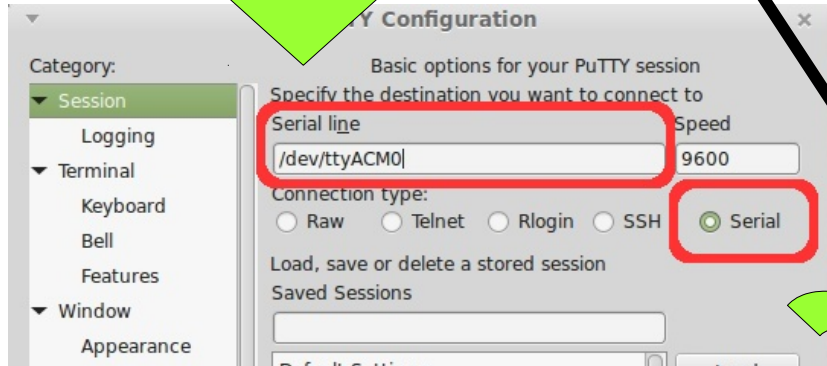 Y Configuration
Category:
Basic options for your PuTTY session
Session
Specify the destination you want to connect to
Logging
Serial line
Speed
Terminal
/dev/ttyACM0
9600
Keyboard
Connection type:
Bell
Raw
Telnet
Rlogin
SSH
Serial
Features
Load, save or delete a stored session
Window
Saved Sessions
Appearance